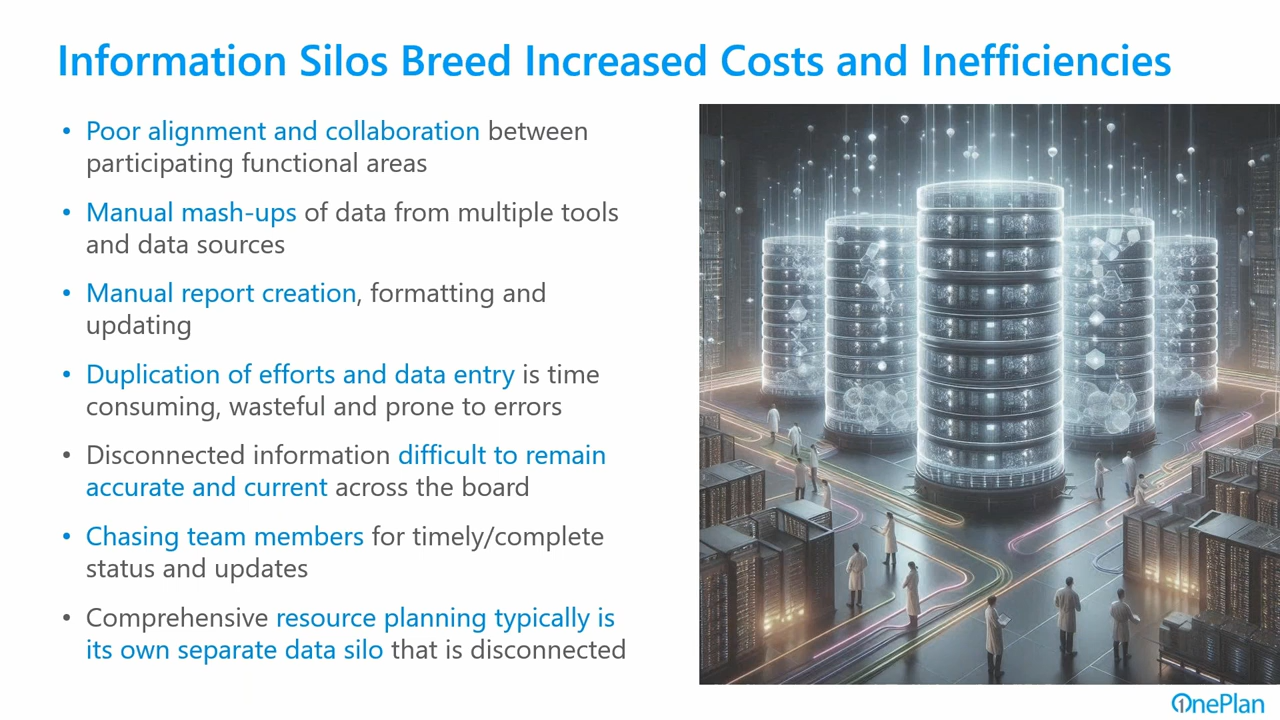 Information Silos Breed Increased Costs and Inefficiencies
• Poor alignment and collaboration between
participating functional areas
• Manual mash-ups of data from multiple tools
and data sources
• Manual report creation, formatting and
updating
• Duplication of efforts and data entry is time
consuming, wasteful and prone to errors
• Disconnected information difficult to remain
accurate and current across the board
• Chasing team members for timely/complete
status and updates
• Comprehensive resource planning typically is
its own separate data silo that is disconnected
OnePlan